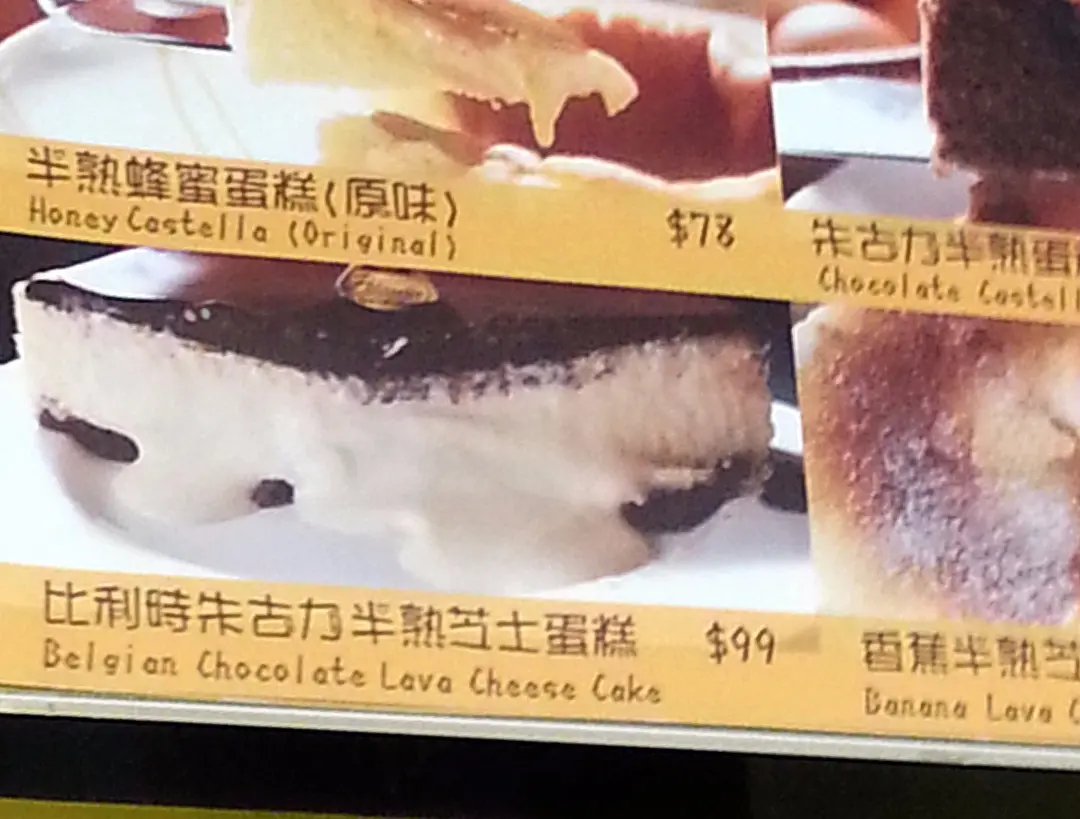 半熟蜂蜜蛋糕(原味)
Honey Castella (Original)
$78
朱古力半熟蛋
Chocolate Castell
比利時朱古力半熟芝士蛋糕
Belgian Chocolate Lava Cheese Cake
$99
香蕉半熟芝
Banana Lava C